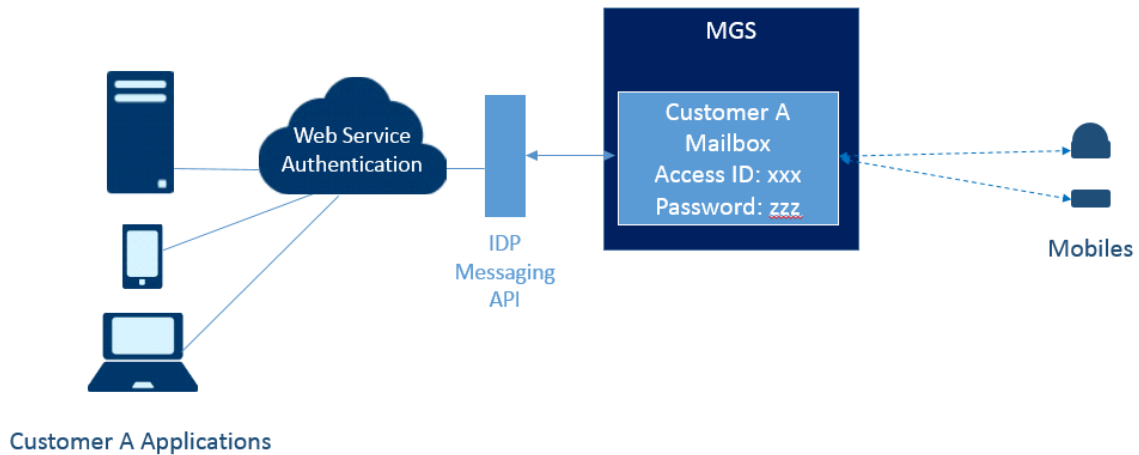 MGS
Web Service
Authentication
Customer A
Mailbox
Access ID: xxx
Password: zzz
IDP
Messaging
API
Mobiles
Customer A Applications